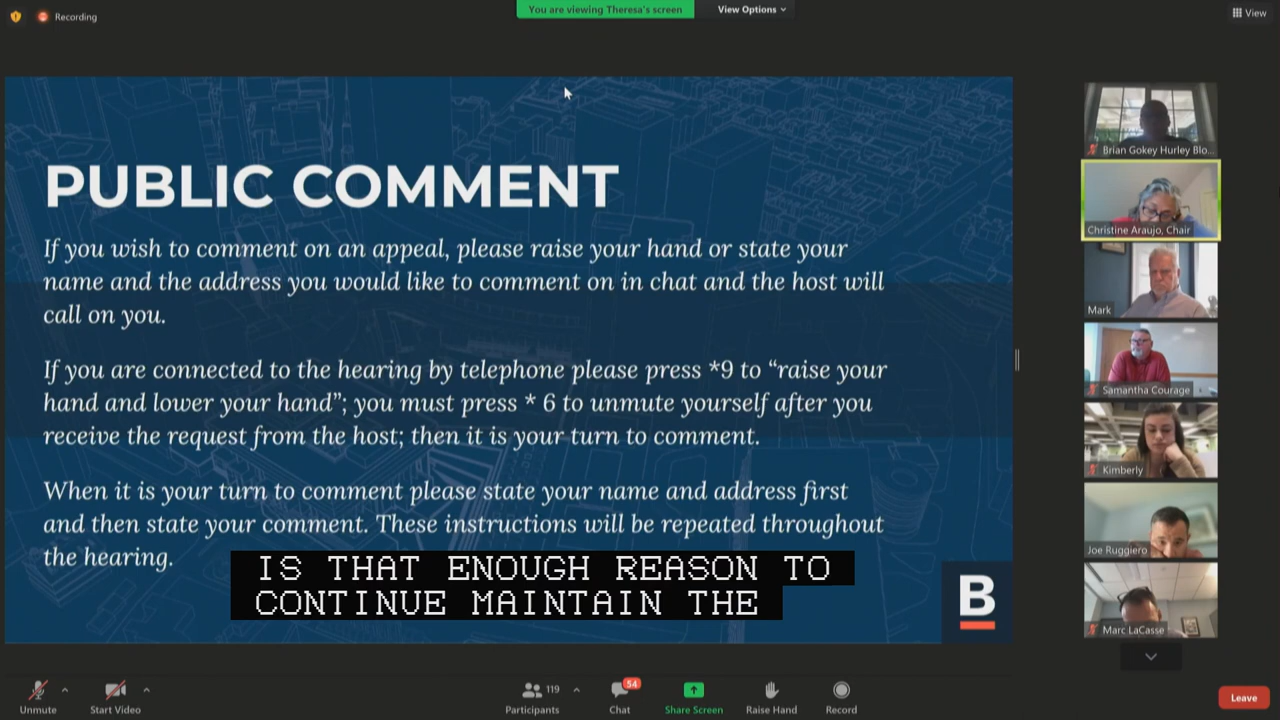 Recording
You are viewing Theresa's screen
View Options
View
PUBLIC COMMENT
If you wish to comment on an appeal, please raise your hand or state your
name and the address you would like to comment on in chat and the host will
call on you.
If you are connected to the hearing by telephone please press *9 to “raise your
hand and lower your hand”; you must press * 6 to unmute yourself after you
receive the request from the host; then it is your turn to comment.
When it is your turn to comment please state your name and address first
and then state your comment. These instructions will be repeated throughout
the hearing.
IS THAT ENOUGH REASON TO
CONTINUE MAINTAIN THE
B
Brian Gokey Hurley Blo...
Christine Araujo, Chair
Mark
Samantha Courage
Kimberly
Joe Ruggiero
Marc LaCasse
Unmute
Start Video
119
Participants
54
Chat
Share Screen
Raise Hand
Record
Leave